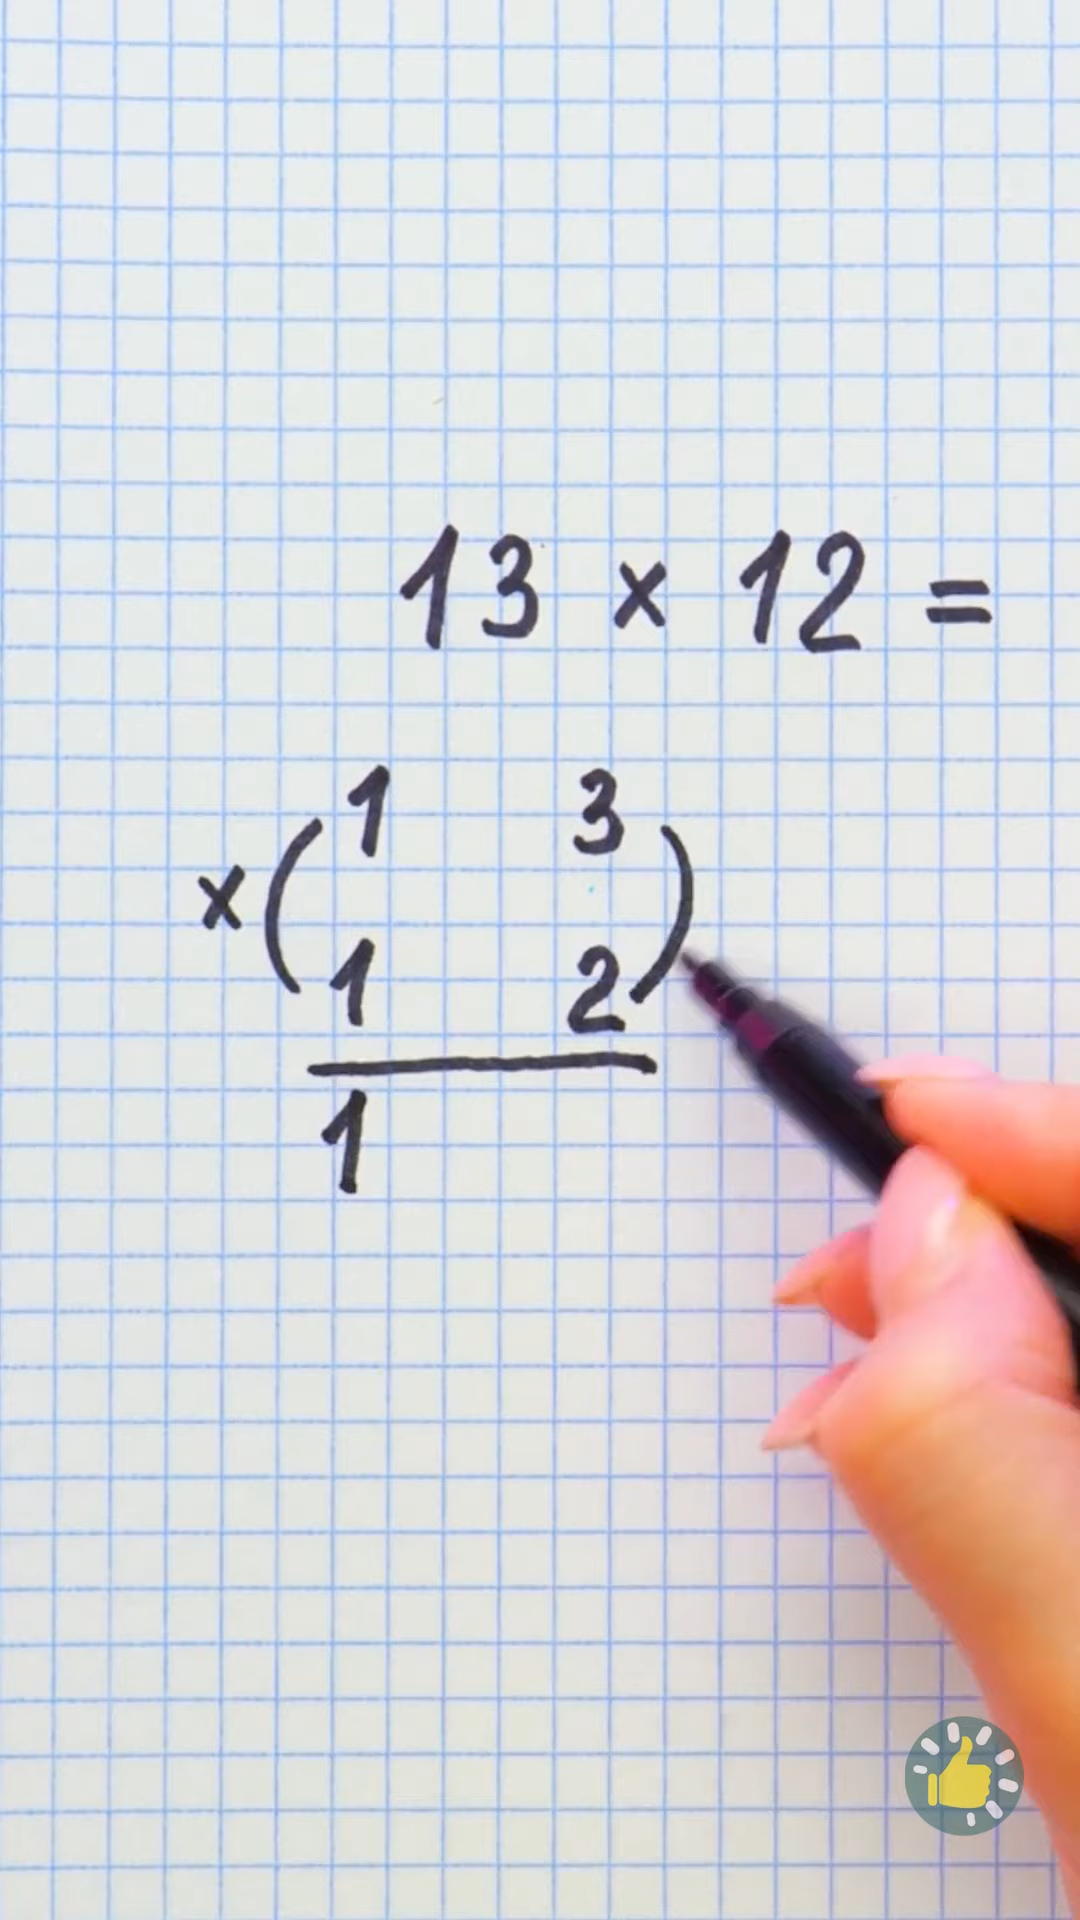 13 × 12 =
1 3
× ( )
1 2
1